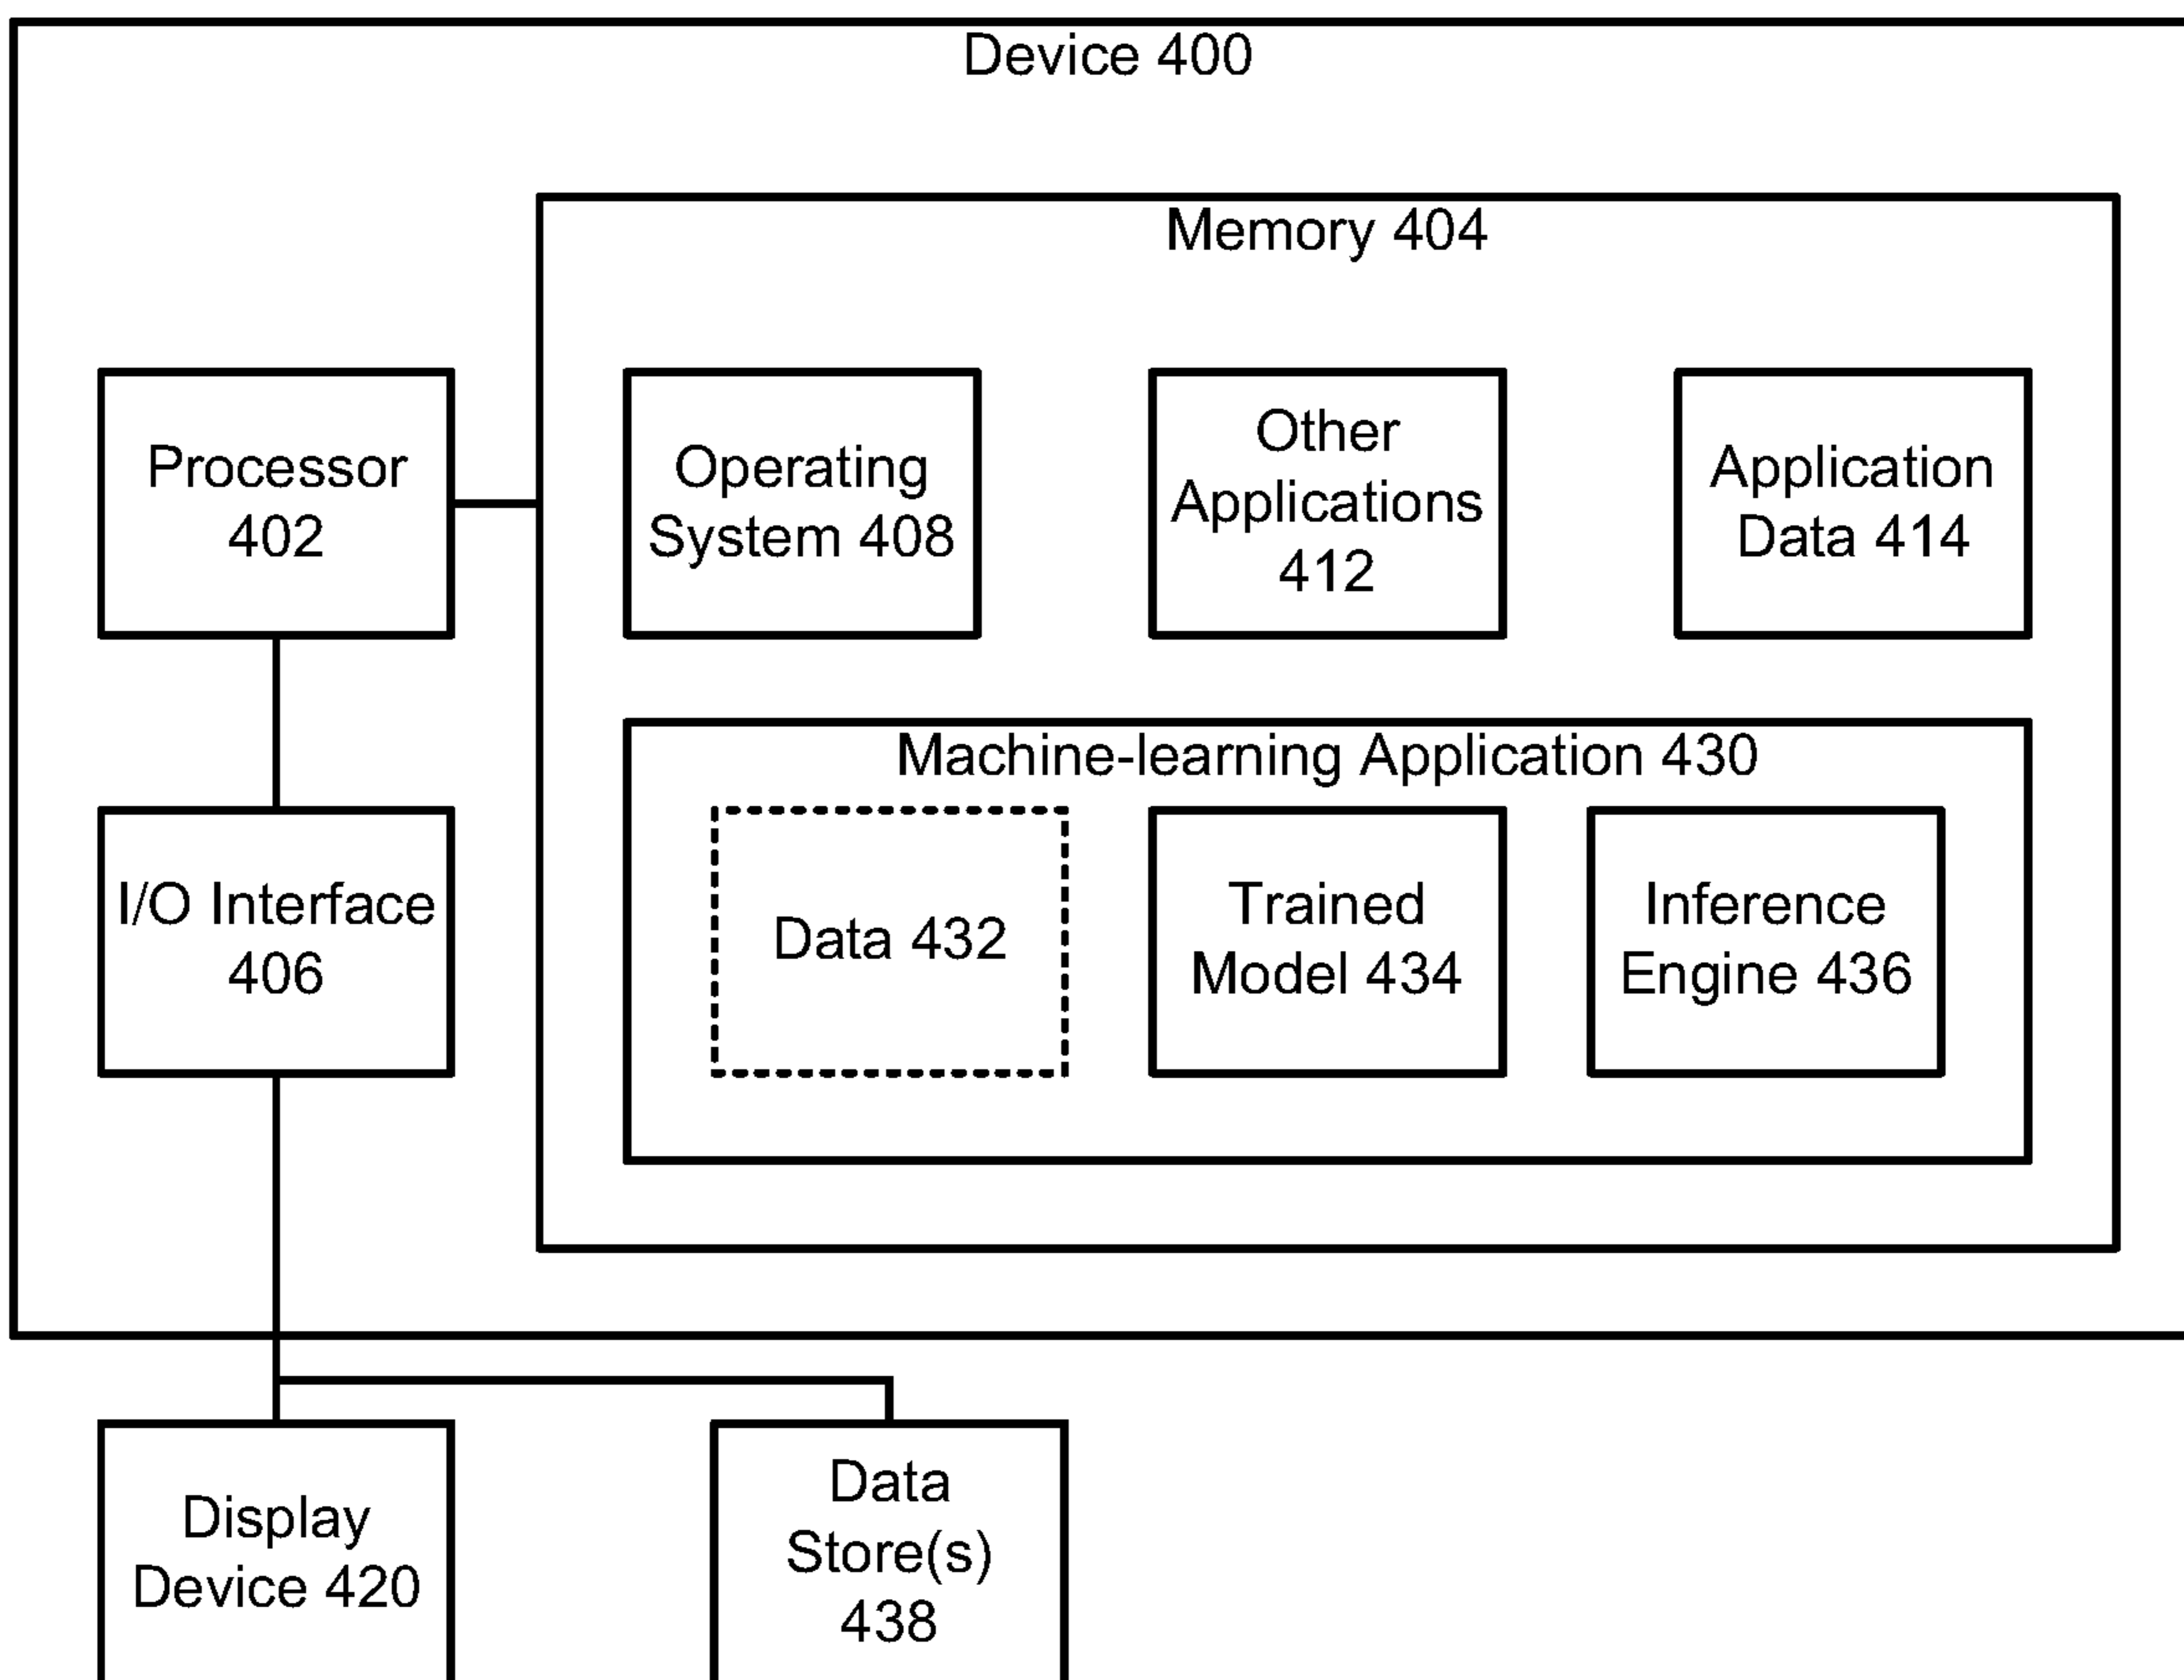 Device 400
Memory 404
Processor
402
Operating
System 408
Other
Applications
412
Application
Data 414
Machine-learning Application 430
I/O Interface
406
Data 432
Trained
Model 434
Inference
Engine 436
Display
Device 420
Data
Store(s)
438